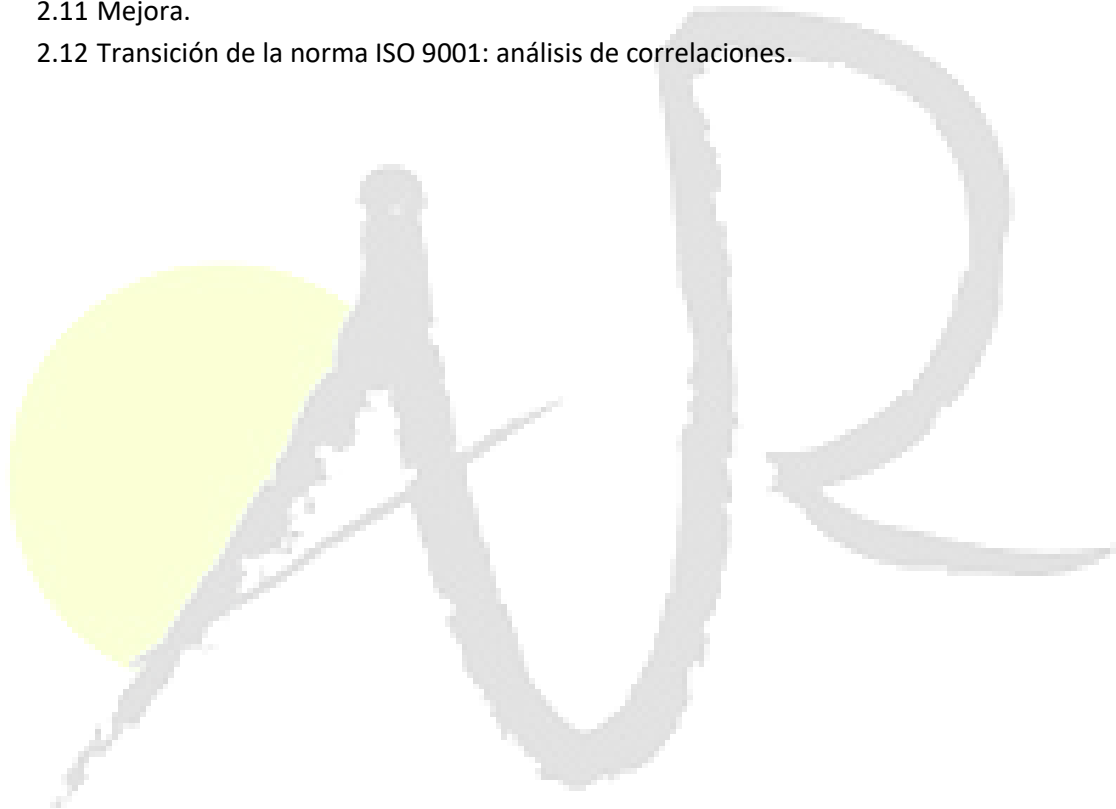 2.11 Mejora.
2.12 Transición de la norma ISO 9001: análisis de correlaciones.